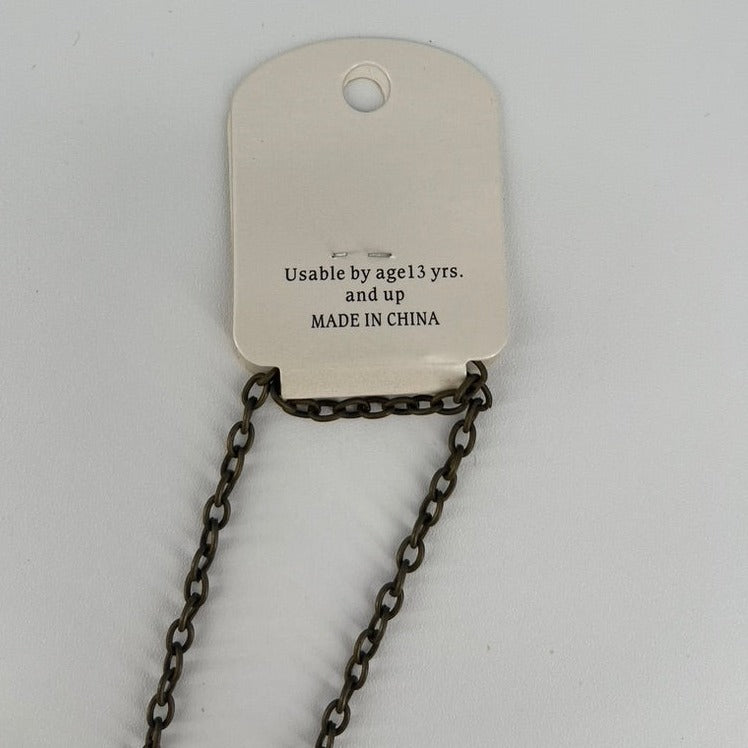 Usable by age13 yrs.
and up
MADE IN CHINA